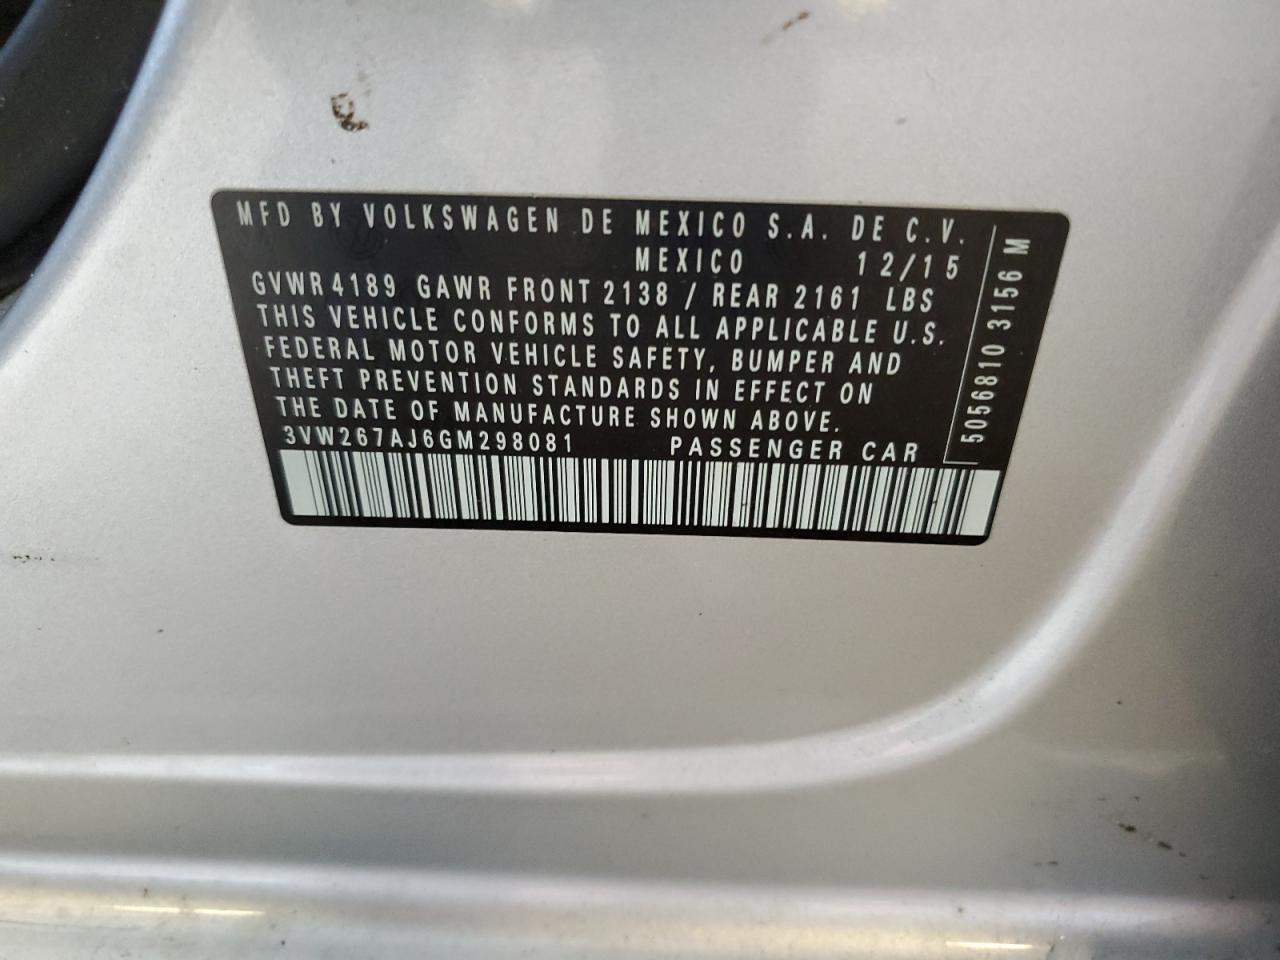 MFD BY VOLKSWAGEN DE MEXICO S.A. DE C.V.
MEXICO 12/15
GVWR 4189 GAWR FRONT 2138 / REAR 2161 LBS
THIS VEHICLE CONFORMS TO ALL APPLICABLE U.S.
FEDERAL MOTOR VEHICLE SAFETY, BUMPER AND
THEFT PREVENTION STANDARDS IN EFFECT ON
THE DATE OF MANUFACTURE SHOWN ABOVE.
3VW267AJ6GM298081 PASSENGER CAR
5056810 3156 M